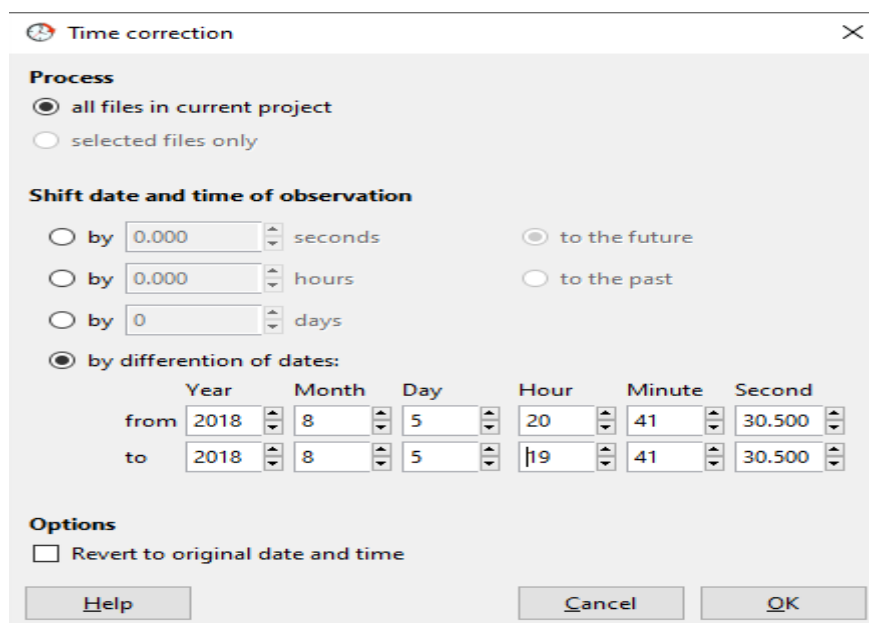 Time correction
Process
all files in current project
selected files only
Shift date and time of observation
by 0.000 seconds to the future
by 0.000 hours to the past
by 0 days
by differention of dates:
Year Month Day Hour Minute Second
from 2018 8 5 20 41 30.500
to 2018 8 5 19 41 30.500
Options
Revert to original date and time
Help Cancel OK